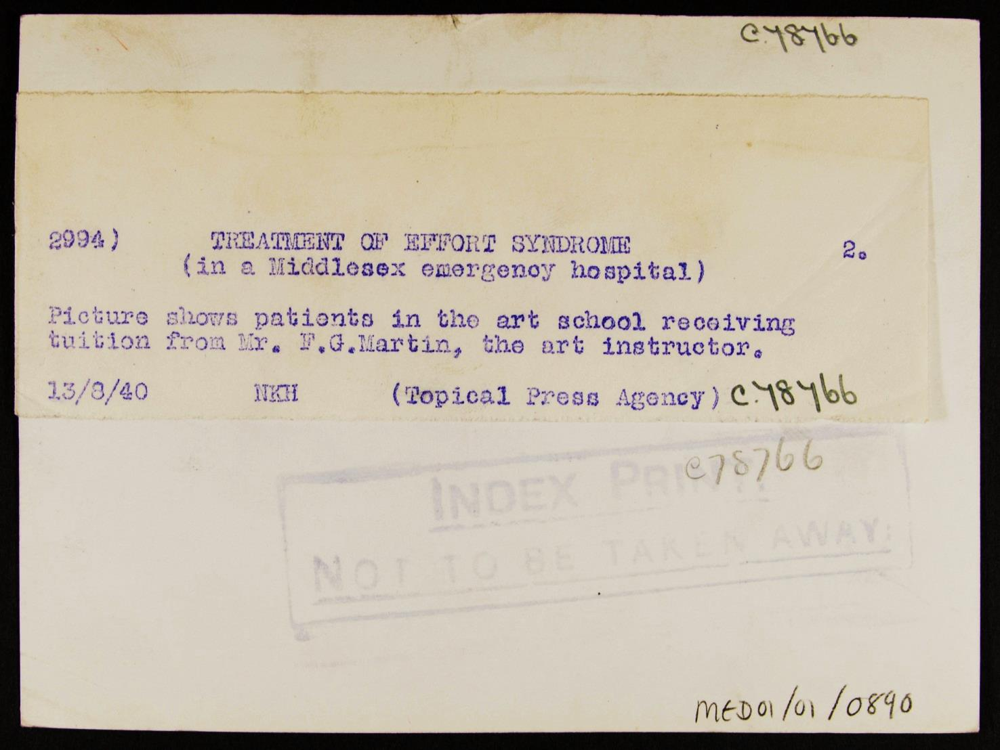 C.78766
2994) TREATMENT OF EFFORT SYNDROME 2.
(in a Middlesex emergency hospital)
Picture shows patients in the art school receiving
tuition from Mr. F.G.Martin, the art instructor.
13/8/40 NKH (Topical Press Agency) C.78766
C78766
INDEX PRINT:
NOT TO BE TAKEN AWAY:
MED01/01/0890